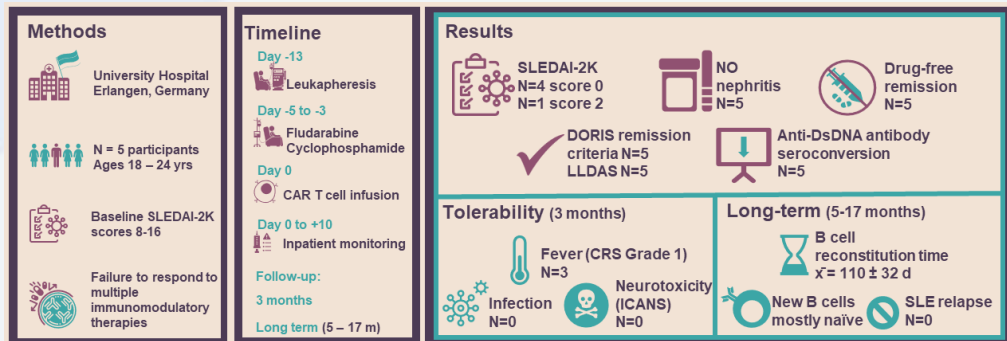 Methods
University Hospital
Erlangen, Germany
N = 5 participants
Ages 18 – 24 yrs
Baseline SLEDAI-2K
scores 8-16
Failure to respond to
multiple
immunomodulatory
therapies
Timeline
Day -13
Leukapheresis
Day -5 to -3
Fludarabine
Cyclophosphamide
Day 0
CAR T cell infusion
Day 0 to +10
Inpatient monitoring
Follow-up:
3 months
Long term (5 – 17 m)
Results
SLEDAI-2K
N=4 score 0
N=1 score 2
NO
nephritis
N=5
Drug-free
remission
N=5
DORIS remission
criteria N=5
LLDAS N=5
Anti-DsDNA antibody
seroconversion
N=5
Tolerability (3 months)
Fever (CRS Grade 1)
N=3
Infection
N=0
Neurotoxicity
(ICANS)
N=0
Long-term (5-17 months)
B cell
reconstitution time
x̄ = 110 ± 32 d
New B cells
mostly naïve
SLE relapse
N=0